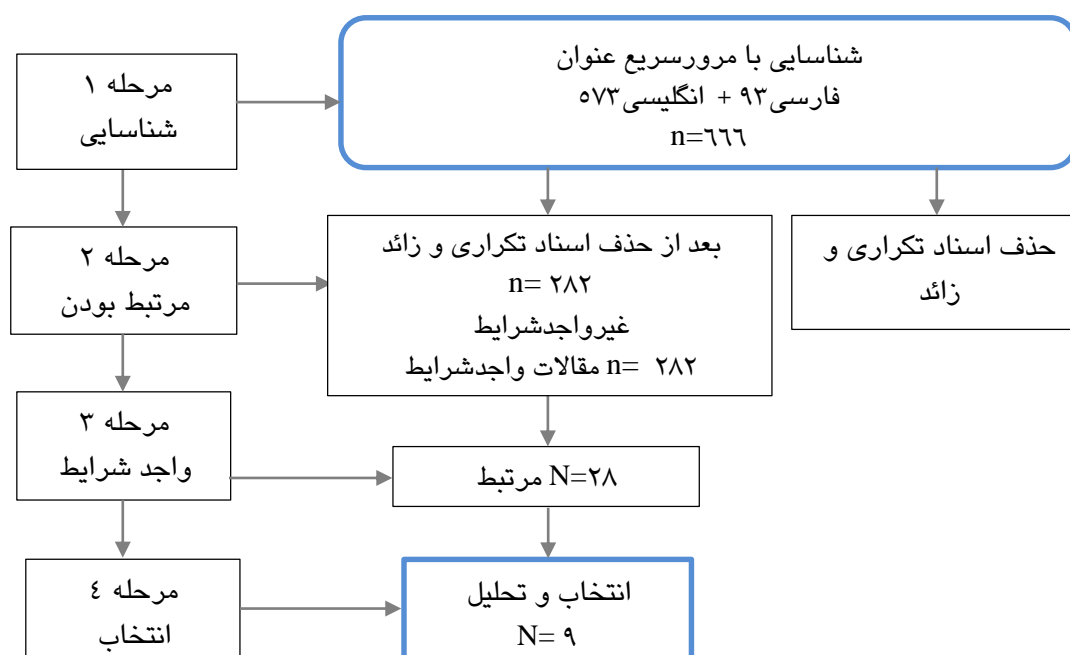 مرحله ۱
شناسایی
شناسایی با مرورسریع عنوان
فارسی۹۳ + انگلیسی۵۷۳
n=۶۶۶
مرحله ۲
مرتبط بودن
بعد از حذف اسناد تکراری و زائد
n= ۲۸۲
غیرواجدشرایط
n= ۲۸۲ مقالات واجدشرایط
حذف اسناد تکراری و
زائد
مرحله ۳
واجد شرایط
N=۲۸ مرتبط
مرحله ٤
انتخاب
انتخاب و تحلیل
N= ۹